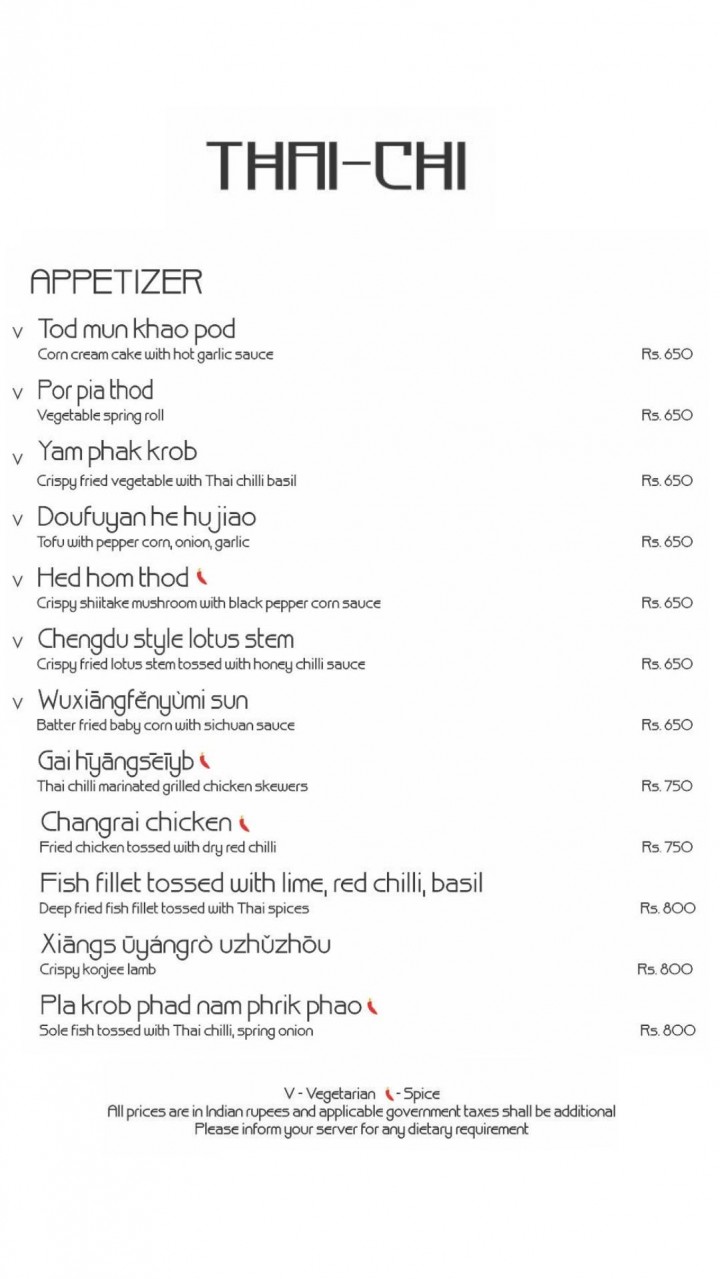 THAI-CHI
APPETIZER
V Tod mun khao pod
Corn cream cake with hot garlic sauce Rs. 650
V Por pia thod
Vegetable spring roll Rs. 650
V Yam phak krob
Crispy fried vegetable with Thai chilli basil Rs. 650
V Doufuyan he hu jiao
Tofu with pepper corn, onion, garlic Rs. 650
V Hed hom thod
Crispy shiitake mushroom with black pepper corn sauce Rs. 650
V Chengdu style lotus stem
Crispy fried lotus stem tossed with honey chilli sauce Rs. 650
V Wuxiāngfěnyùmi sun
Batter fried baby corn with sichuan sauce Rs. 650
Gai h̄yāngs̄eīyb
Thai chilli marinated grilled chicken skewers Rs. 750
Changrai chicken
Fried chicken tossed with dry red chilli Rs. 750
Fish fillet tossed with lime, red chilli, basil
Deep fried fish fillet tossed with Thai spices Rs. 800
Xiāngs ūyángrò uzhǔzhōu
Crispy konjee lamb Rs. 800
Pla krob phad nam phrik phao
Sole fish tossed with Thai chilli, spring onion Rs. 800
V - Vegetarian - Spice
All prices are in Indian rupees and applicable government taxes shall be additional
Please inform your server for any dietary requirement